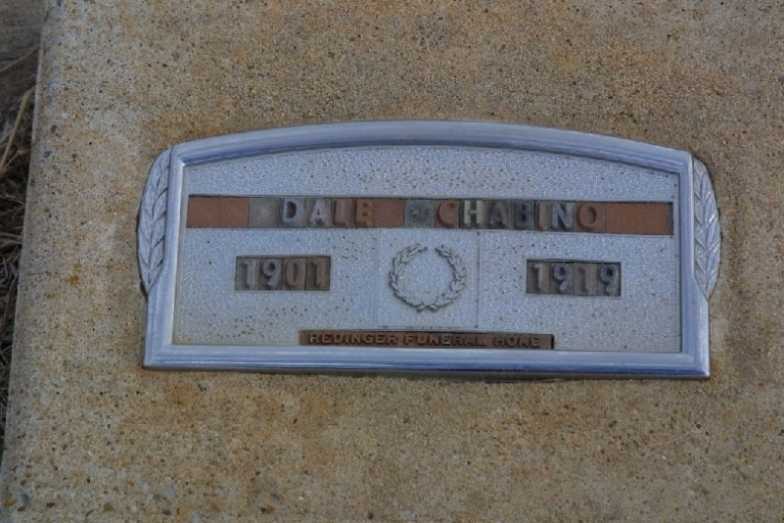 DALE CHABINO
1901 1919
REDINGER FUNERAL HOME